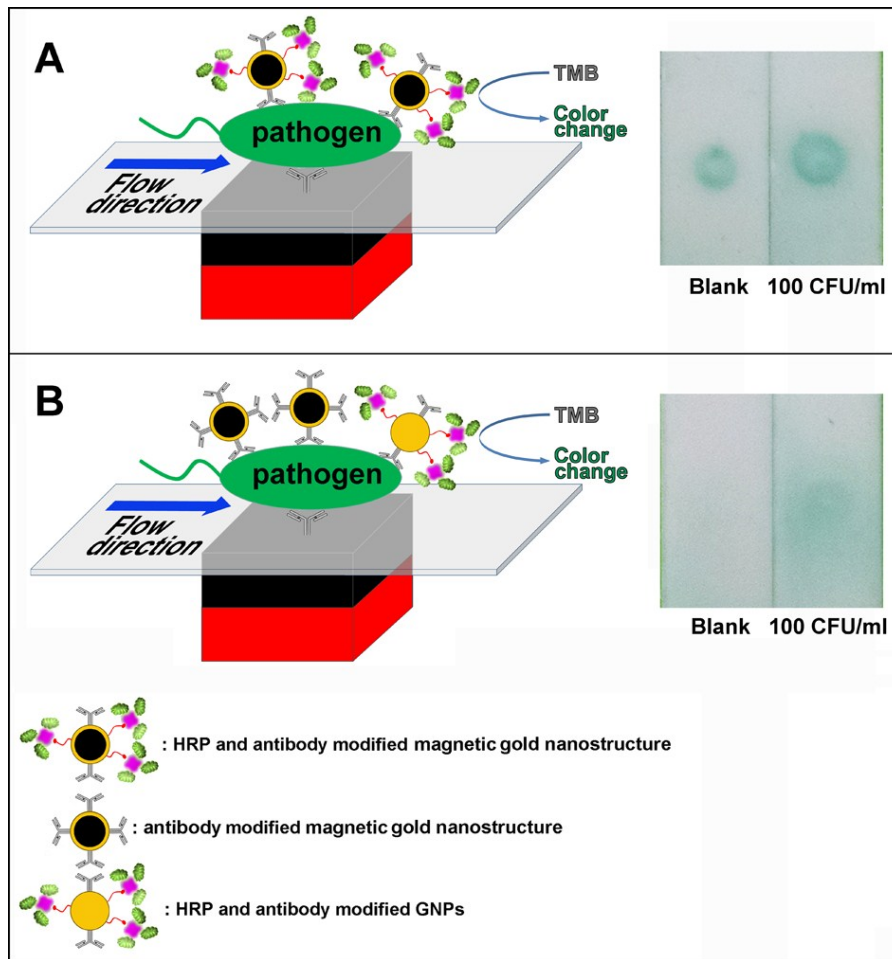 A
pathogen
TMB
Color
change
Flow
direction
Blank 100 CFU/ml
B
pathogen
TMB
Color
change
Flow
direction
Blank 100 CFU/ml
: HRP and antibody modified magnetic gold nanostructure
: antibody modified magnetic gold nanostructure
: HRP and antibody modified GNPs